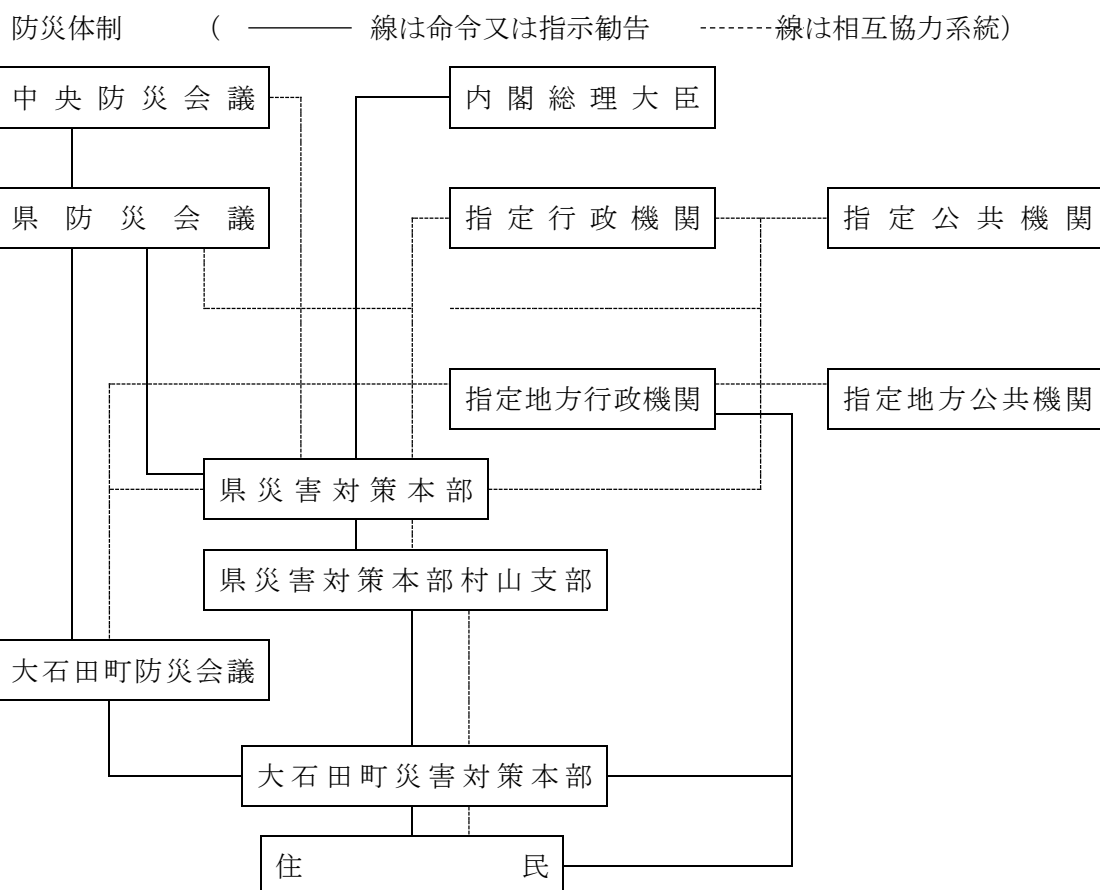 防災体制 ( ——— 線は命令又は指示勧告 --------線は相互協力系統)
中央防災会議 内閣総理大臣
県防災会議 指定行政機関 指定公共機関
指定地方行政機関 指定地方公共機関
県災害対策本部
県災害対策本部村山支部
大石田町防災会議
大石田町災害対策本部
住民